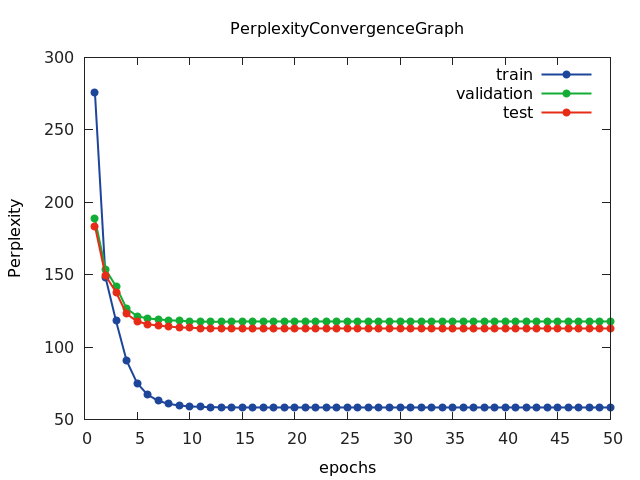 PerplexityConvergenceGraph
300
250
200
150
100
50
Perplexity
train
validation
test
0 5 10 15 20 25 30 35 40 45 50
epochs